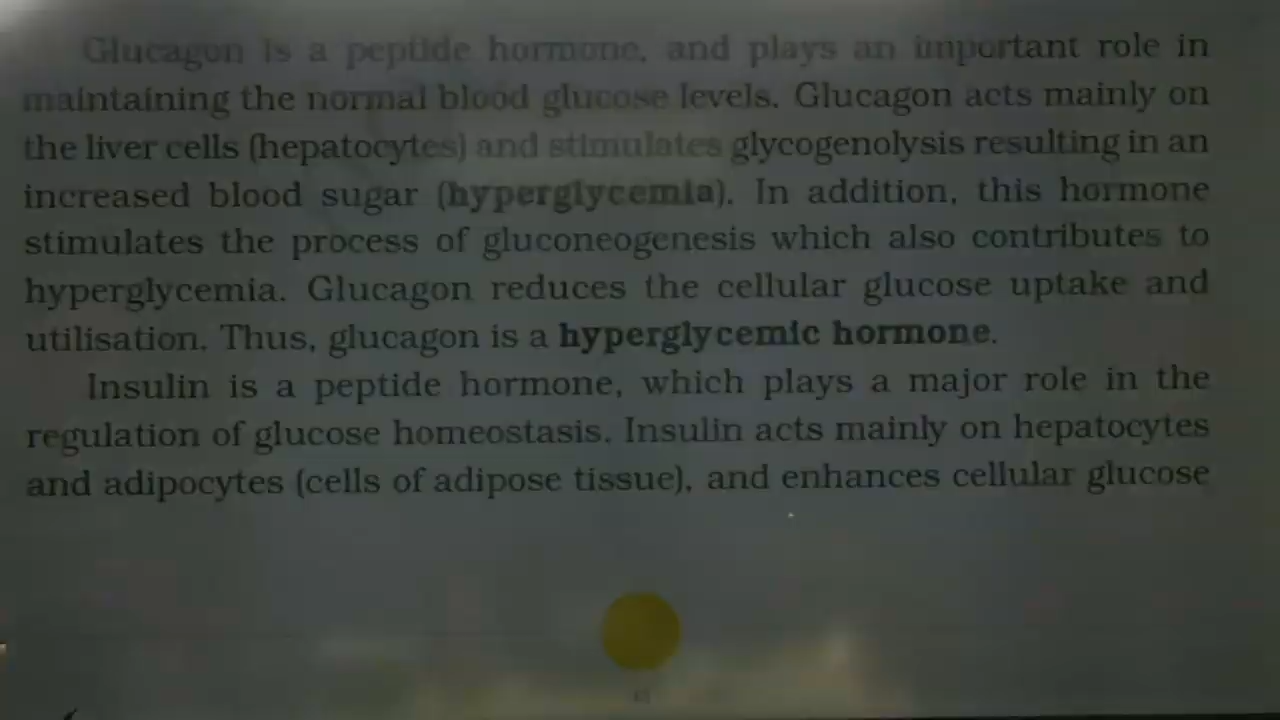 Glucagon is a peptide hormone, and plays an important role in
maintaining the normal blood glucose levels. Glucagon acts mainly on
the liver cells (hepatocytes) and stimulates glycogenolysis resulting in an
increased blood sugar (hyperglycemia). In addition, this hormone
stimulates the process of gluconeogenesis which also contributes to
hyperglycemia. Glucagon reduces the cellular glucose uptake and
utilisation. Thus, glucagon is a hyperglycemic hormone.
Insulin is a peptide hormone, which plays a major role in the
regulation of glucose homeostasis. Insulin acts mainly on hepatocytes
and adipocytes (cells of adipose tissue), and enhances cellular glucose